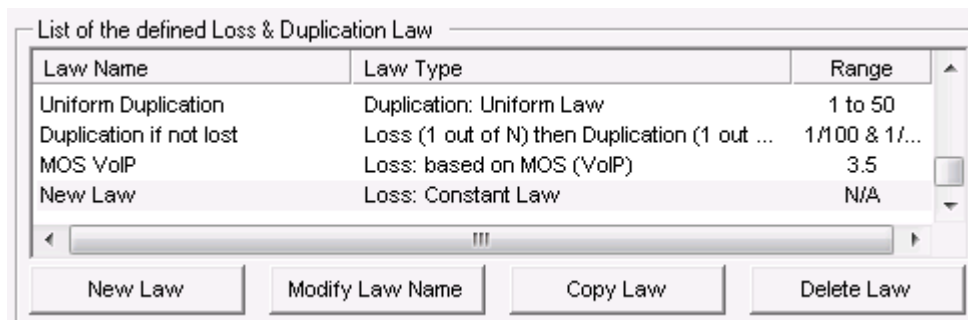 List of the defined Loss & Duplication Law
Law Name Law Type Range
Uniform Duplication Duplication: Uniform Law 1 to 50
Duplication if not lost Loss (1 out of N) then Duplication (1 out ... 1/100 & 1/...
MOS VoIP Loss: based on MOS (VoIP) 3.5
New Law Loss: Constant Law N/A
New Law Modify Law Name Copy Law Delete Law